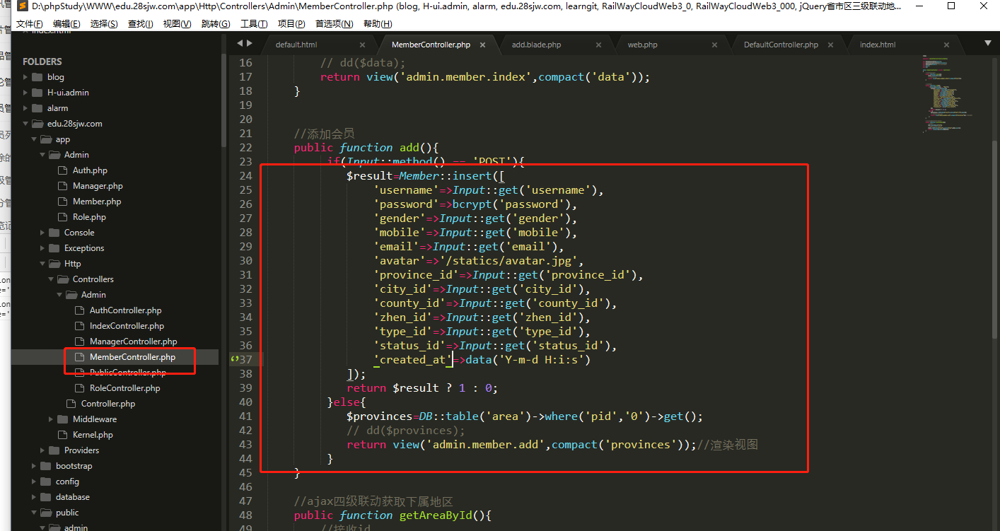 D:\phpStudy\WWW\edu.28sjw.com\app\Http\Controllers\Admin\MemberController.php (blog, H-ui.admin, alarm, edu.28sjw.com, learngit, RailWayCloudWeb3_0, RailWayCloudWeb3_000, jQuery省市区三级联动地...
文件(F) 编辑(E) 选择(S) 查找(I) 视图(V) 跳转(G) 工具(T) 项目(P) 首选项(N) 帮助(H)
index.html
default.html MemberController.php add.blade.php web.php DefaultController.php index.html
FOLDERS
blog
H-ui.admin
alarm
edu.28sjw.com
app
Admin
Auth.php
Manager.php
Member.php
Role.php
Console
Exceptions
Http
Controllers
Admin
AuthController.php
IndexController.php
ManagerController.php
MemberController.php
PublicController.php
RoleController.php
Controller.php
Middleware
Kernel.php
Providers
bootstrap
config
database
public
admin
16 // dd($data);
17 return view('admin.member.index',compact('data'));
18 }
19
20
21 //添加会员
22 public function add(){
23 if(Input::method() == 'POST'){
24 $result=Member::insert([
25 'username'=>Input::get('username'),
26 'password'=>bcrypt('password'),
27 'gender'=>Input::get('gender'),
28 'mobile'=>Input::get('mobile'),
29 'email'=>Input::get('email'),
30 'avatar'=>'/statics/avatar.jpg',
31 'province_id'=>Input::get('province_id'),
32 'city_id'=>Input::get('city_id'),
33 'county_id'=>Input::get('county_id'),
34 'zhen_id'=>Input::get('zhen_id'),
35 'type_id'=>Input::get('type_id'),
36 'status_id'=>Input::get('status_id'),
37 'created_at'=>data('Y-m-d H:i:s')
38 ]);
39 return $result ? 1 : 0;
40 }else{
41 $provinces=DB::table('area')->where('pid','0')->get();
42 // dd($provinces);
43 return view('admin.member.add',compact('provinces'));//渲染视图
44 }
45 }
46
47 //ajax四级联动获取下属地区
48 public function getAreaById(){
49 //接收id